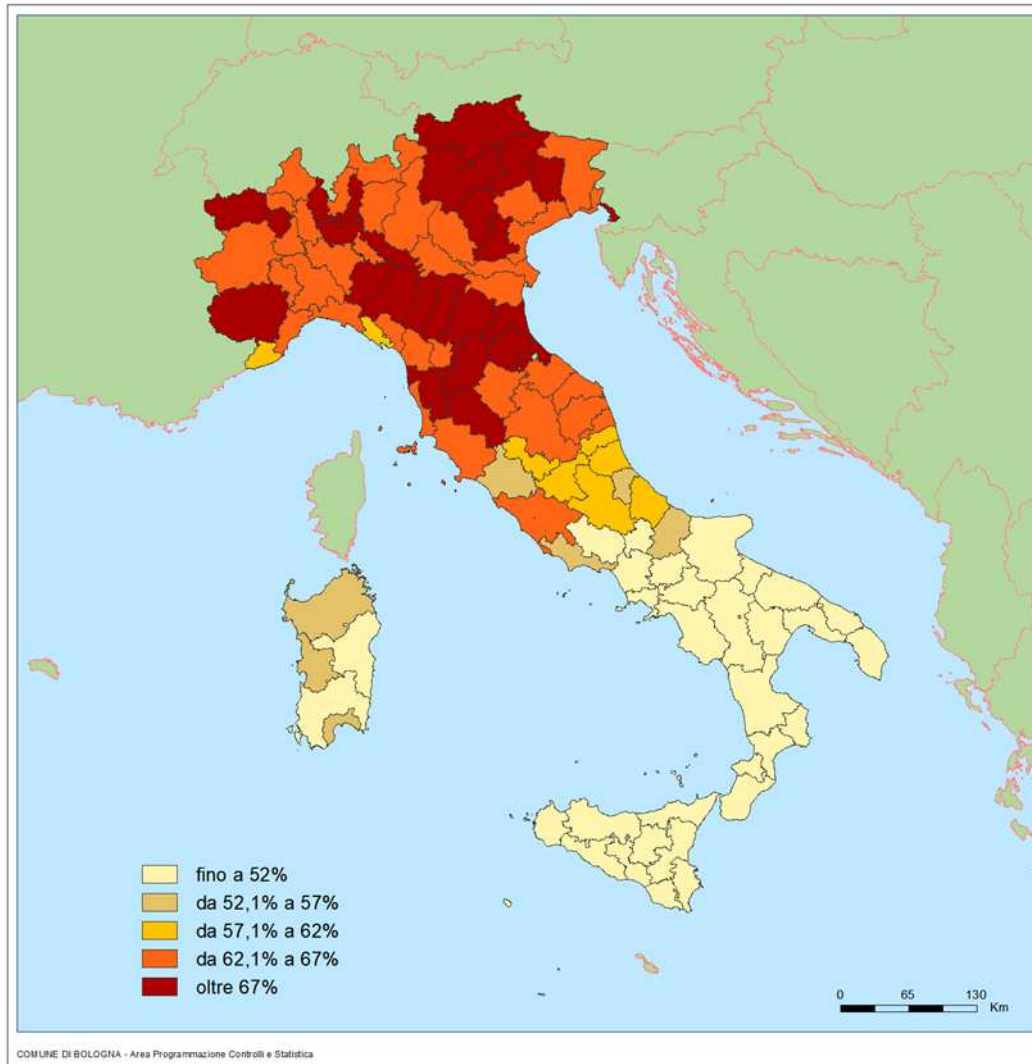 fino a 52%
da 52,1% a 57%
da 57,1% a 62%
da 62,1% a 67%
oltre 67%
0 65 130
Km
COMUNE DI BOLOGNA - Area Programmazione Controlli e Statistica